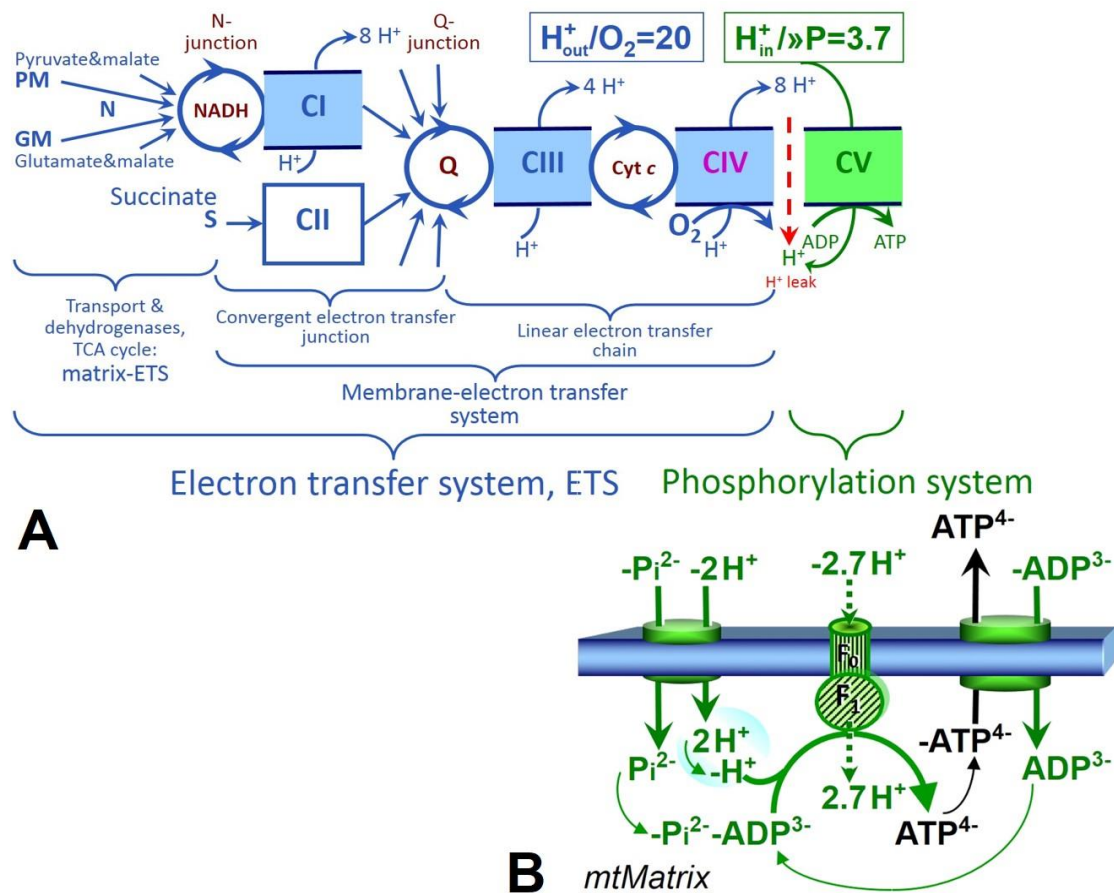 N-
junction
8 H+
Q-
junction
H+out/O2=20
H+in/»P=3.7
Pyruvate&malate
PM
N
NADH
CI
4 H+
8 H+
GM
Glutamate&malate
H+
Q
CIII
Cyt c
CIV
CV
Succinate
S
CII
H+
O2
H+
ADP
ATP
H+
H+ leak
Transport &
dehydrogenases,
TCA cycle:
matrix-ETS
Convergent electron transfer
junction
Linear electron transfer
chain
Membrane-electron transfer
system
Electron transfer system, ETS
Phosphorylation system
A
ATP4-
-Pi2-
-2H+
-2.7H+
-ADP3-
F0
F1
2H+
-H+
Pi2-
2.7H+
-ATP4-
ADP3-
-Pi2--ADP3-
ATP4-
B
mtMatrix